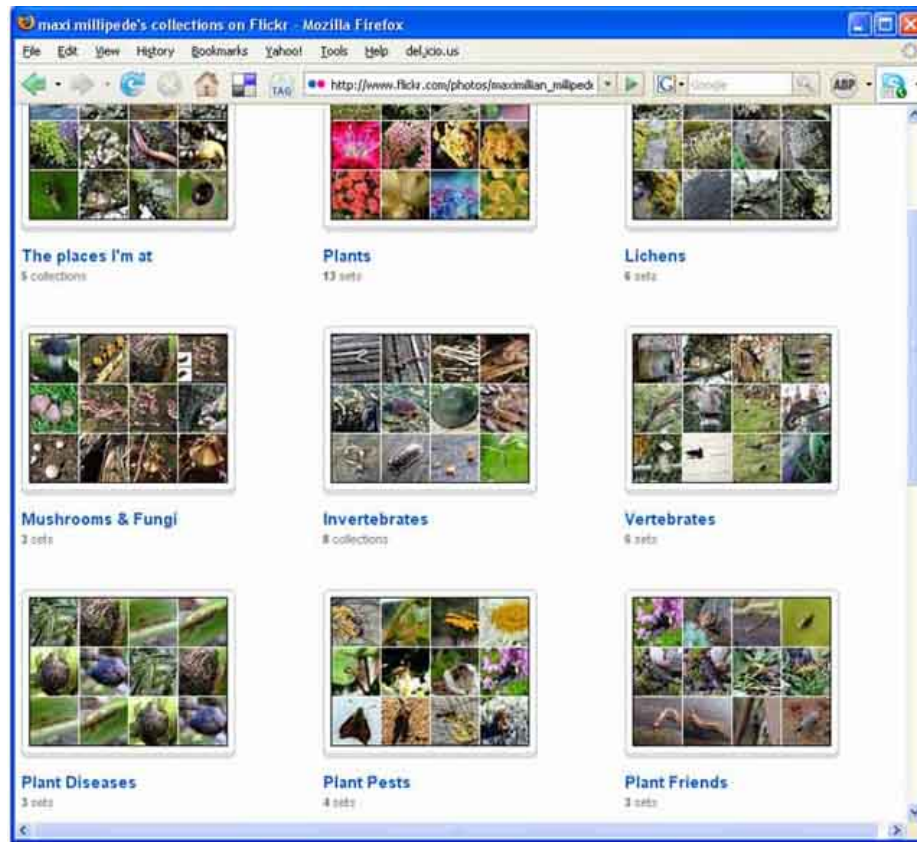 maxi millipede's collections on Flickr - Mozilla Firefox
File Edit View History Bookmarks Yahoo! Tools Help del.icio.us
TAG http://www.flickr.com/photos/maximillian_milliped G Google ABP
The places I'm at Plants Lichens
5 collections 13 sets 6 sets
Mushrooms & Fungi Invertebrates Vertebrates
3 sets 8 collections 6 sets
Plant Diseases Plant Pests Plant Friends
3 sets 4 sets 3 sets